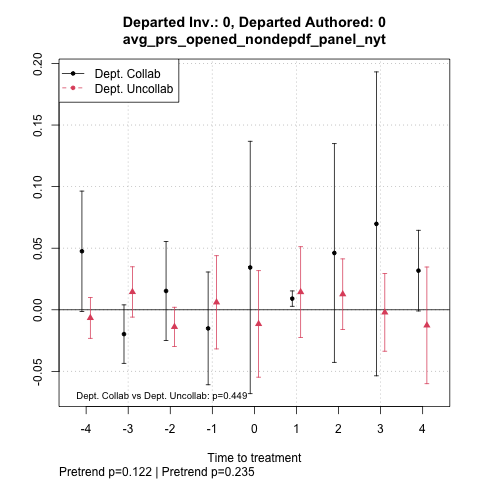 Departed Inv.: 0, Departed Authored: 0
avg_prs_opened_nondepdf_panel_nyt
Dept. Collab
Dept. Uncollab
0.20
0.15
0.10
0.05
0.00
-0.05
Dept. Collab vs Dept. Uncollab: p=0.449
-4 -3 -2 -1 0 1 2 3 4
Time to treatment
Pretrend p=0.122 | Pretrend p=0.235